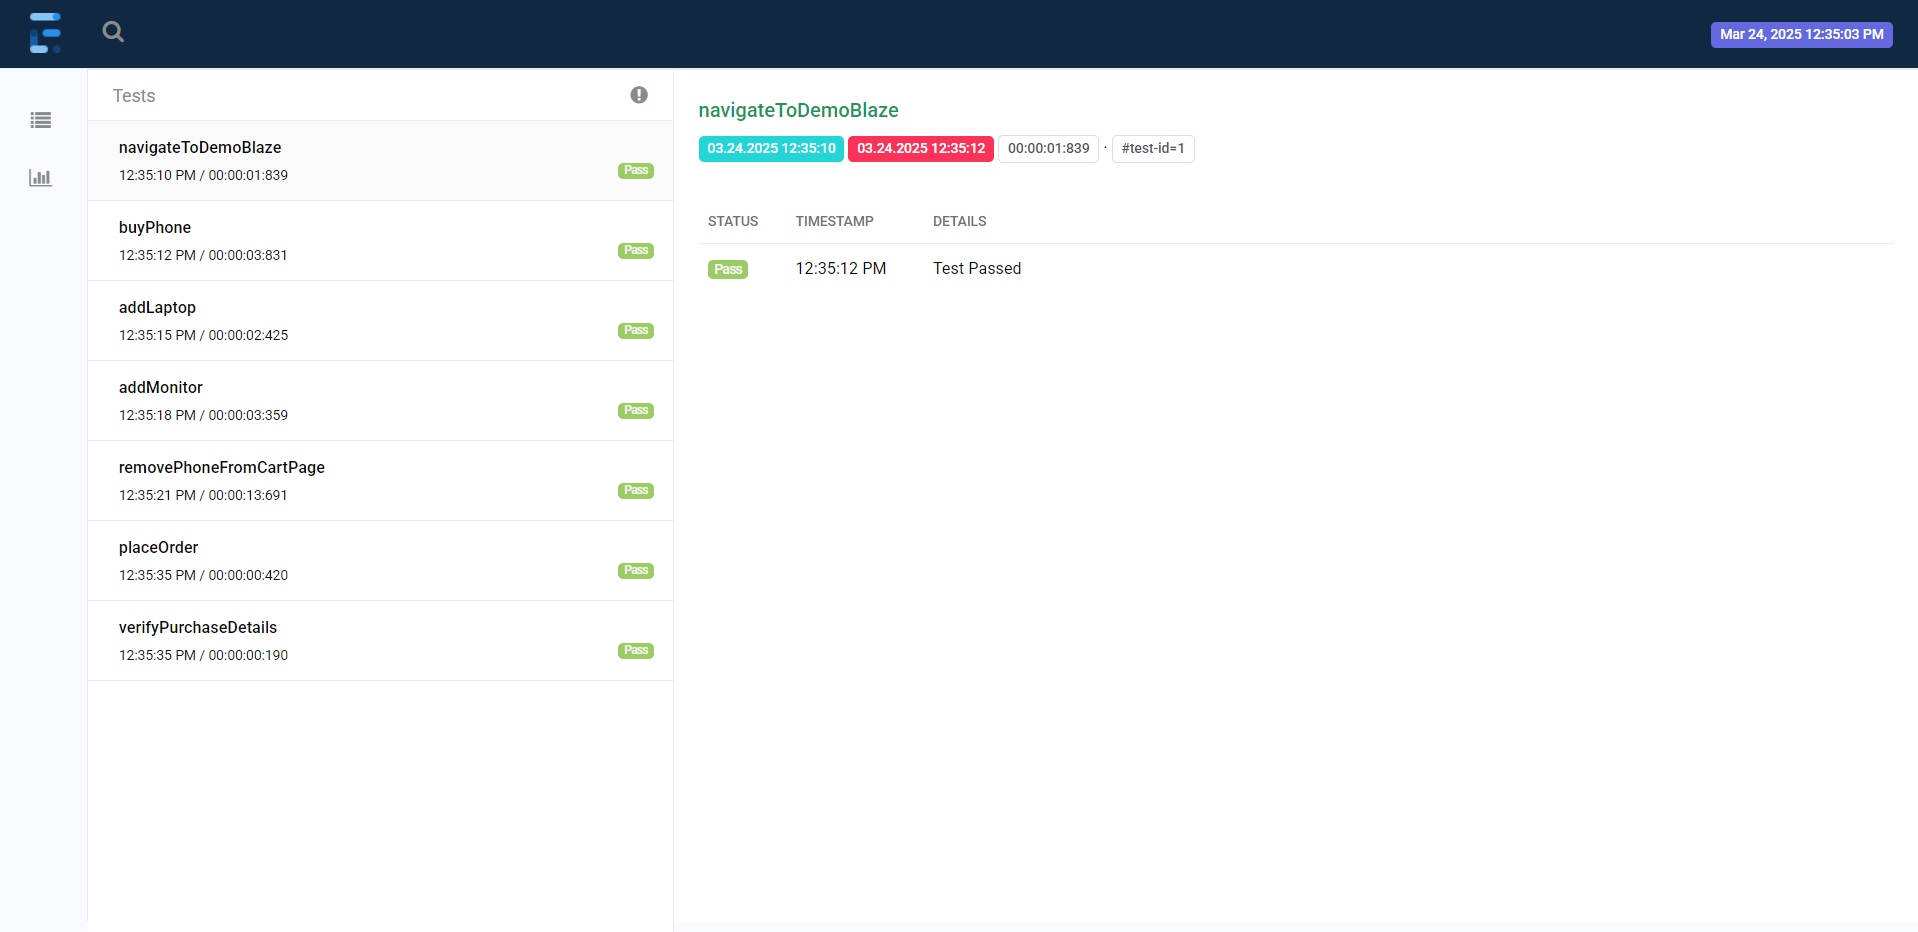 Mar 24, 2025 12:35:03 PM
Tests
navigateToDemoBlaze
12:35:10 PM / 00:00:01:839
Pass
buyPhone
12:35:12 PM / 00:00:03:831
Pass
addLaptop
12:35:15 PM / 00:00:02:425
Pass
addMonitor
12:35:18 PM / 00:00:03:359
Pass
removePhoneFromCartPage
12:35:21 PM / 00:00:13:691
Pass
placeOrder
12:35:35 PM / 00:00:00:420
Pass
verifyPurchaseDetails
12:35:35 PM / 00:00:00:190
Pass
navigateToDemoBlaze
03.24.2025 12:35:10 03.24.2025 12:35:12 00:00:01:839 · #test-id=1
STATUS TIMESTAMP DETAILS
Pass 12:35:12 PM Test Passed